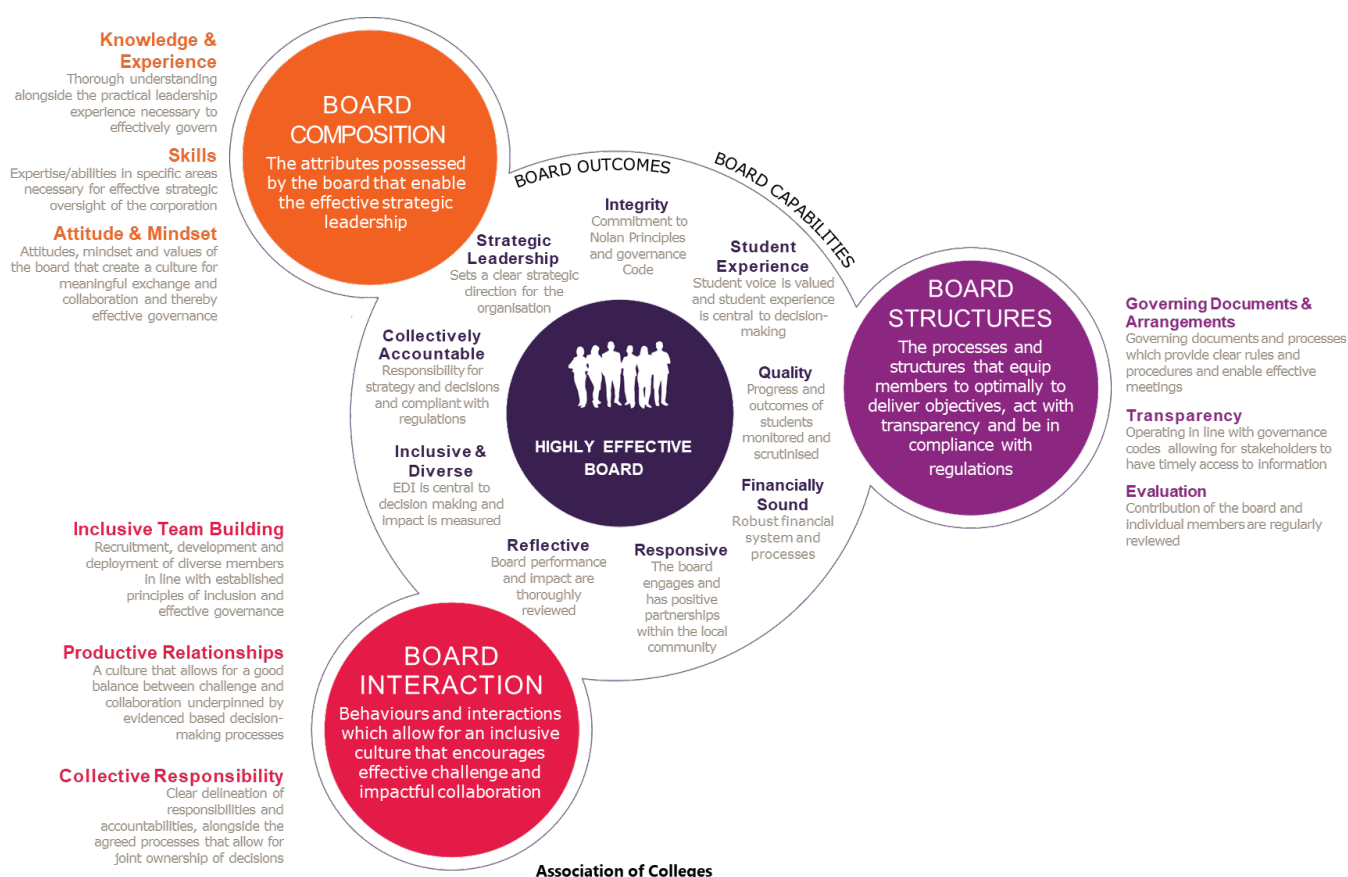 Knowledge &
Experience
Thorough understanding
alongside the practical leadership
experience necessary to
effectively govern
Skills
Expertise/abilities in specific areas
necessary for effective strategic
oversight of the corporation
Attitude & Mindset
Attitudes, mindset and values of
the board that create a culture for
meaningful exchange and
collaboration and thereby
effective governance
BOARD
COMPOSITION
The attributes possessed
by the board that enable
the effective strategic
leadership
BOARD OUTCOMES
BOARD CAPABILITIES
Integrity
Commitment to
Nolan Principles
and governance
Code
Strategic
Leadership
Sets a clear strategic
direction for the
organisation
Student
Experience
Student voice is valued
and student experience
is central to decision-
making
Collectively
Accountable
Responsibility for
strategy and decisions
and compliant with
regulations
Quality
Progress and
outcomes of
students
monitored and
scrutinised
HIGHLY EFFECTIVE
BOARD
Inclusive &
Diverse
EDI is central to
decision making and
impact is measured
Financially
Sound
Robust financial
system and
processes
Reflective
Board performance
and impact are
thoroughly
reviewed
Responsive
The board
engages and
has positive
partnerships
within the local
community
BOARD
STRUCTURES
The processes and
structures that equip
members to optimally to
deliver objectives, act with
transparency and be in
compliance with
regulations
Governing Documents &
Arrangements
Governing documents and processes
which provide clear rules and
procedures and enable effective
meetings
Transparency
Operating in line with governance
codes allowing for stakeholders to
have timely access to information
Evaluation
Contribution of the board and
individual members are regularly
reviewed
Inclusive Team Building
Recruitment, development and
deployment of diverse members
in line with established
principles of inclusion and
effective governance
Productive Relationships
A culture that allows for a good
balance between challenge and
collaboration underpinned by
evidenced based decision-
making processes
Collective Responsibility
Clear delineation of
responsibilities and
accountabilities, alongside the
agreed processes that allow for
joint ownership of decisions
BOARD
INTERACTION
Behaviours and interactions
which allow for an inclusive
culture that encourages
effective challenge and
impactful collaboration
Association of Colleges